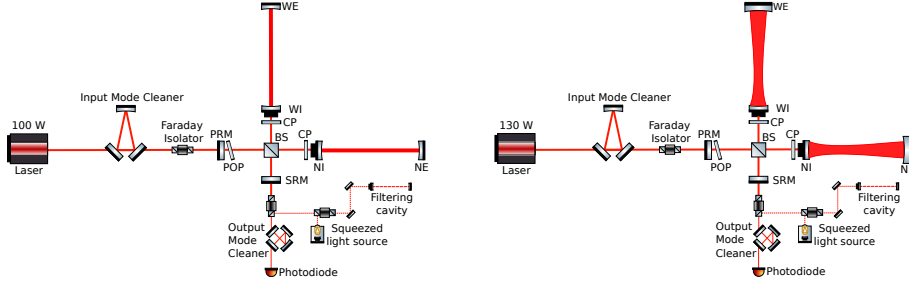 WE
Input Mode Cleaner
WI
CP
100 W
Faraday
Isolator
PRM
BS
CP
Laser
POP
NI
NE
SRM
Filtering
cavity
Output
Mode
Cleaner
Squeezed
light source
Photodiode
WE
Input Mode Cleaner
WI
CP
130 W
Faraday
Isolator
PRM
BS
CP
Laser
POP
NI
N
SRM
Filtering
cavity
Output
Mode
Cleaner
Squeezed
light source
Photodiode